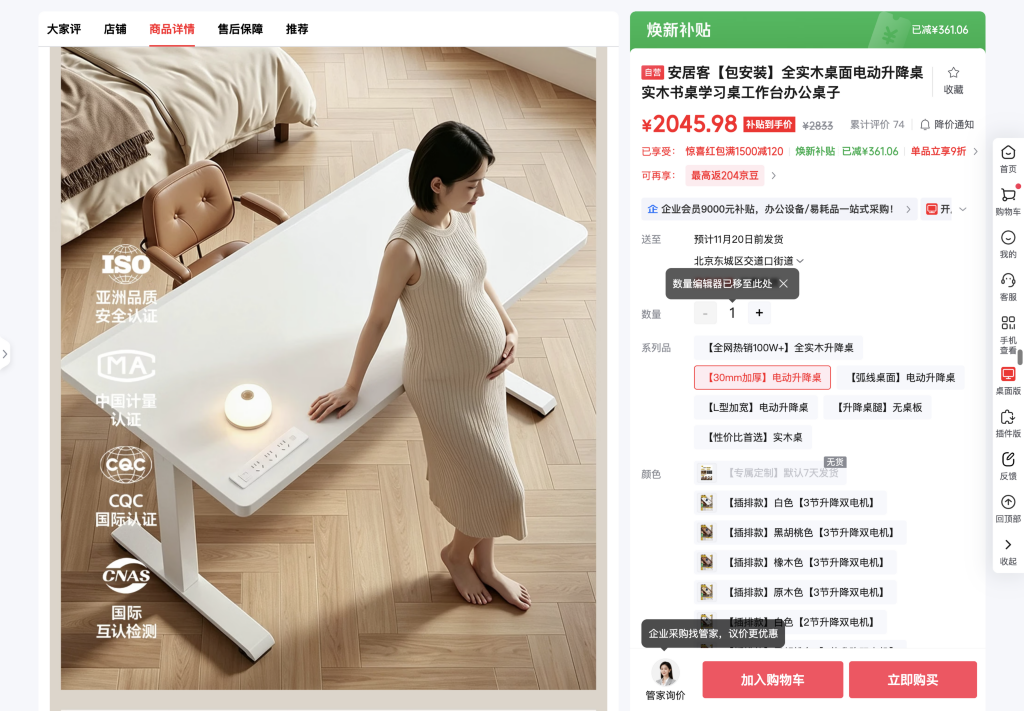 大家评 店铺 商品详情 售后保障 推荐
ISO
亚洲品质
安全认证
MA
中国计量
认证
CQC
CQC
国际认证
CNAS
国际
互认检测
焕新补贴 已减¥361.06
自营 安居客【包安装】全实木桌面电动升降桌
实木书桌学习桌工作台办公桌子
收藏
¥2045.98 补贴到手价 ¥2833 累计评价 74 降价通知
已享受： 惊喜红包满1500减120 焕新补贴 已减¥361.06 单品立享9折
可再享： 最高返204京豆
企业会员9000元补贴，办公设备/易耗品一站式采购！ 开.
送至 预计11月20日前发货
北京东城区交道口街道
数量编辑器已移至此处
数量 - 1 +
系列品 【全网热销100W+】全实木升降桌
【30mm加厚】电动升降桌 【弧线桌面】电动升降桌
【L型加宽】电动升降桌 【升降桌腿】无桌板
【性价比首选】实木桌
无货
颜色 【专属定制】默认7天发货
【插排款】白色【3节升降双电机】
【插排款】黑胡桃色【3节升降双电机】
【插排款】橡木色【3节升降双电机】
【插排款】原木色【3节升降双电机】
【插排款】白色【2节升降双电机】
企业采购找管家，议价更优惠
管家询价 加入购物车 立即购买
首页
购物车
我的
客服
手机
查看
桌面版
插件版
反馈
回顶部
收起